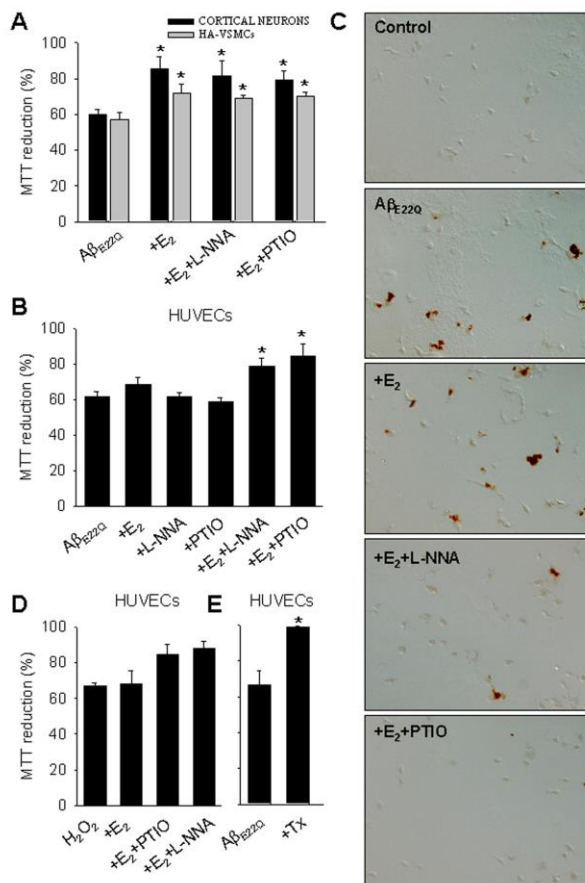 A
CORTICAL NEURONS
HA-VSMCs
MTT reduction (%)
100
80
60
40
20
0
* * * * * *
AβE22Q
+E2
+E2+L-NNA
+E2+PTIO
B
HUVECs
MTT reduction (%)
100
80
60
40
20
0
* *
AβE22Q
+E2
+L-NNA
+PTIO
+E2+L-NNA
+E2+PTIO
D
HUVECs
MTT reduction (%)
100
80
60
40
20
0
H2O2
+E2
+E2+PTIO
+E2+L-NNA
E
HUVECs
*
AβE22Q
+Tx
C
Control
AβE22Q
+E2
+E2+L-NNA
+E2+PTIO